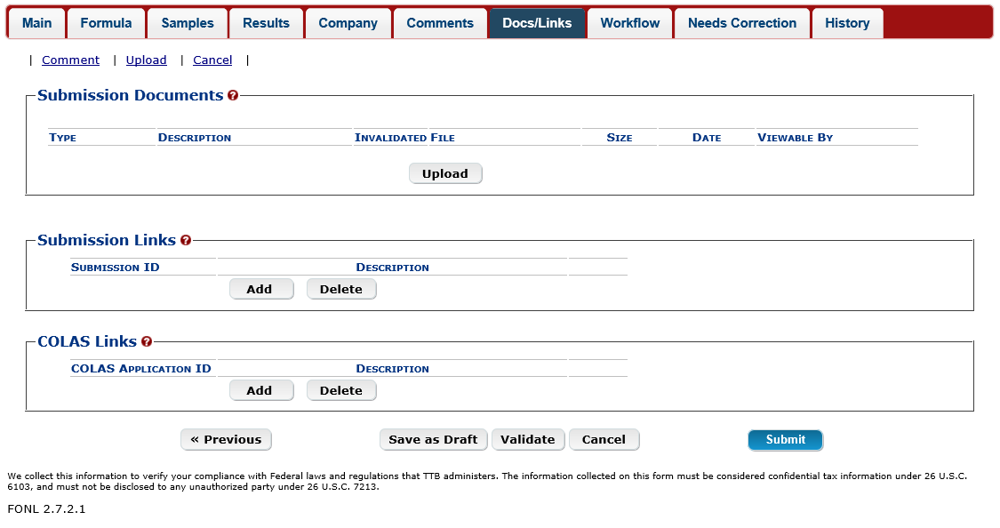 Main Formula Samples Results Company Comments Docs/Links Workflow Needs Correction History
| Comment | Upload | Cancel |
Submission Documents ?
Type Description Invalidated File Size Date Viewable By
Upload
Submission Links ?
Submission ID Description
Add Delete
COLAS Links ?
COLAS Application ID Description
Add Delete
« Previous Save as Draft Validate Cancel Submit
We collect this information to verify your compliance with Federal laws and regulations that TTB administers. The information collected on this form must be considered confidential tax information under 26 U.S.C.
6103, and must not be disclosed to any unauthorized party under 26 U.S.C. 7213.
FONL 2.7.2.1